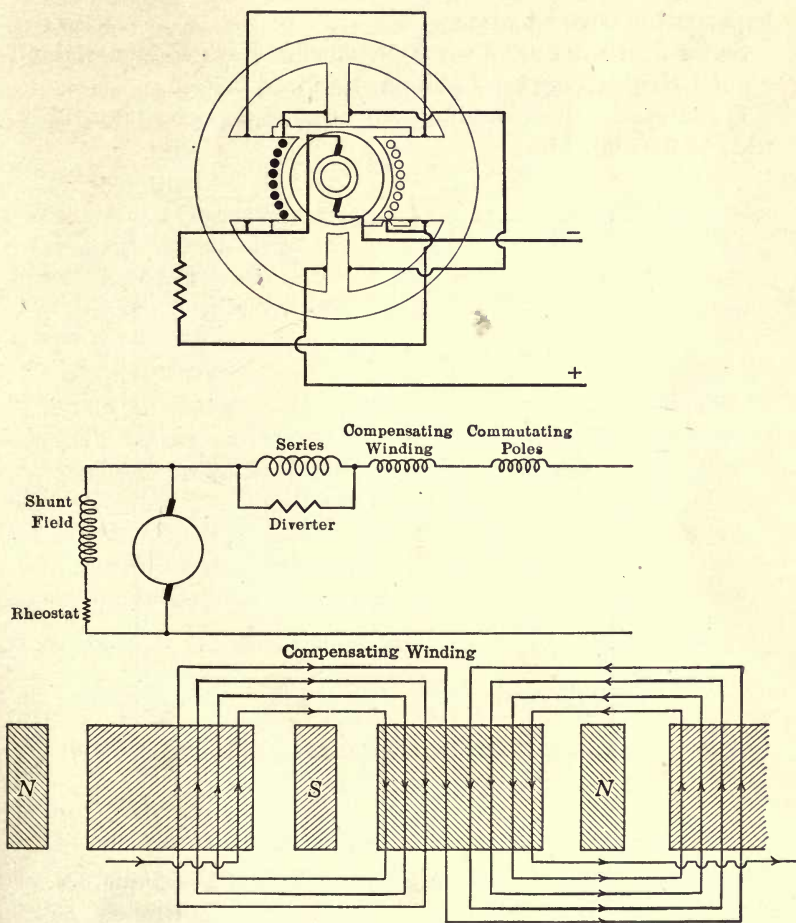 −
+
Series
Compensating
Winding
Commutating
Poles
Shunt
Field
Diverter
Rheostat
Compensating Winding
N
S
N